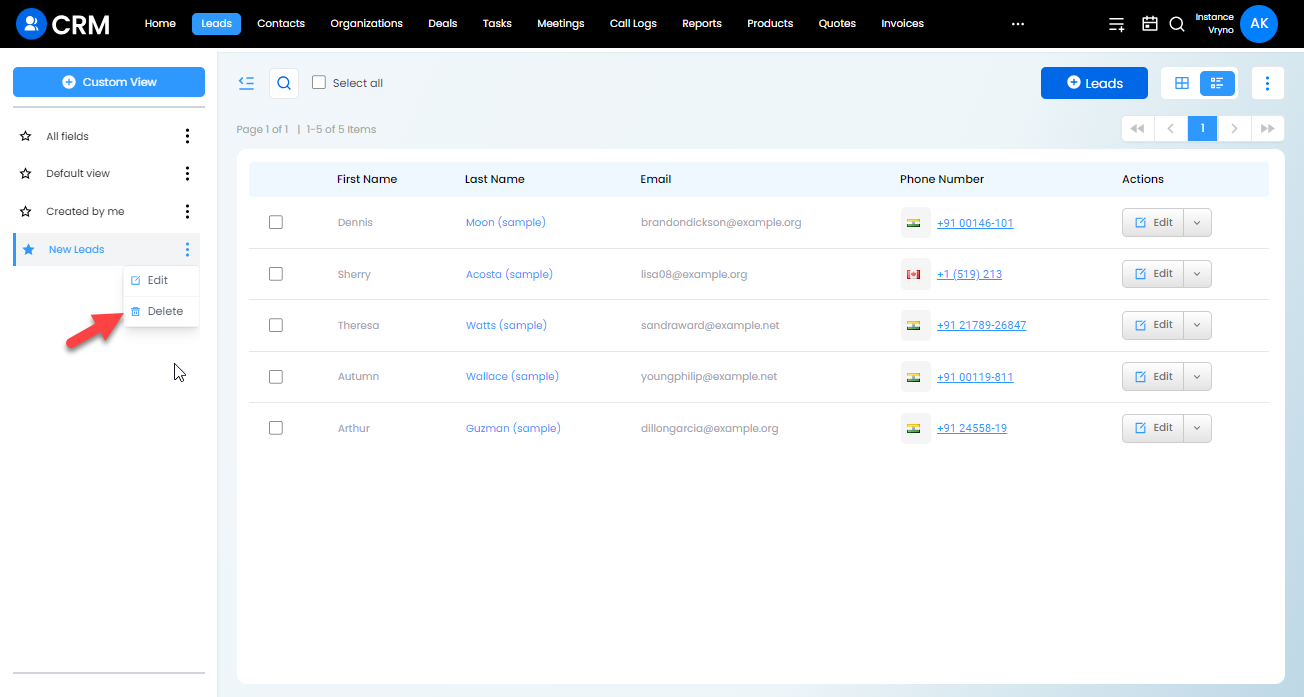 CRM
Home Leads Contacts Organizations Deals Tasks Meetings Call Logs Reports Products Quotes Invoices ...
Instance
Vryno
AK
Custom View
All fields
Default view
Created by me
New Leads
Edit
Delete
Select all
Leads
Page 1 of 1 | 1-5 of 5 Items
1
First Name Last Name Email Phone Number Actions
Dennis Moon (sample) brandondickson@example.org +91 00146-101 Edit
Sherry Acosta (sample) lisa08@example.org +1 (519) 213 Edit
Theresa Watts (sample) sandraward@example.net +91 21789-26847 Edit
Autumn Wallace (sample) youngphilip@example.net +91 00119-811 Edit
Arthur Guzman (sample) dillongarcia@example.org +91 24558-19 Edit